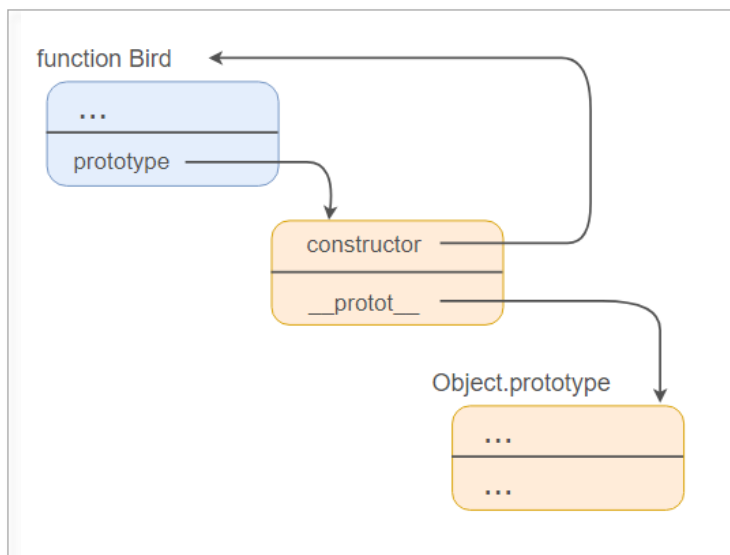 function Bird
...
prototype
constructor
__protot__
Object.prototype
...
...